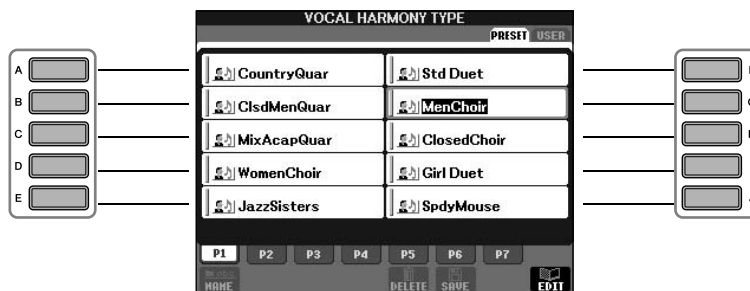 VOCAL HARMONY TYPE
PRESET USER
A CountryQuar Std Duet
B ClsdMenQuar MenChoir
C MixAcapQuar ClosedChoir
D WomenChoir Girl Duet
E JazzSisters SpdyMouse
P1 P2 P3 P4 P5 P6 P7
NAME DELETE SAVE EDIT